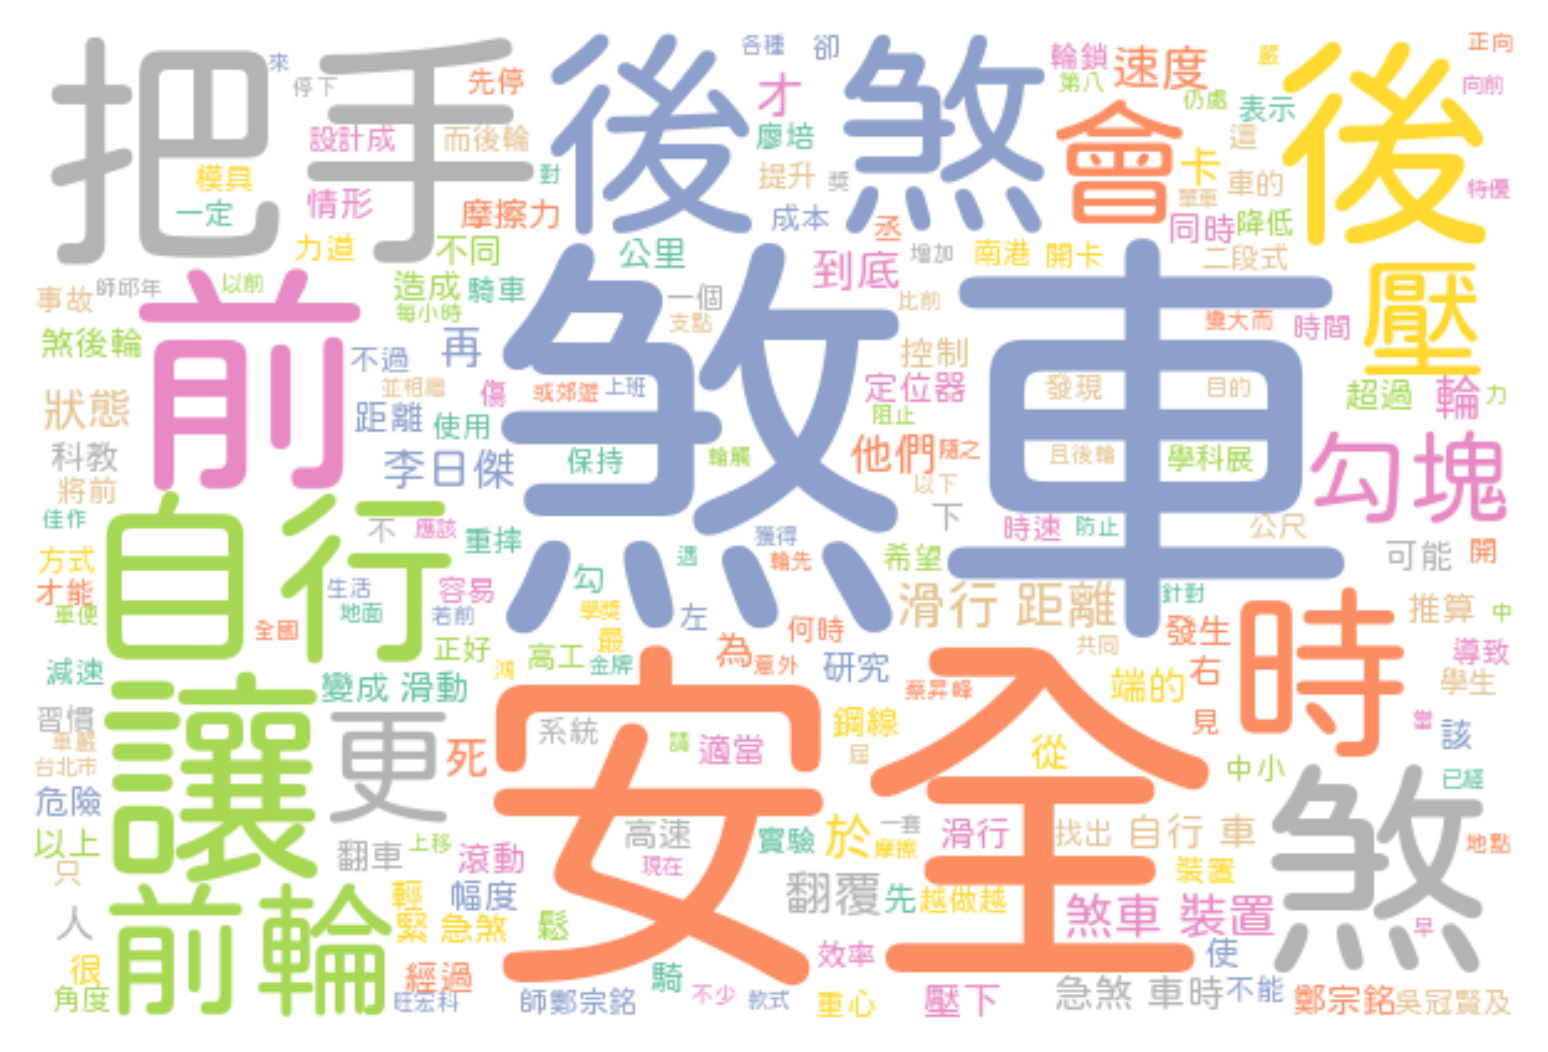 把手
後煞
後
煞車
前
會
壓
自行
讓
安全
時
勾塊
更
煞
前輪
來
停下
先停
各種
卻
輪鎖
速度
第八
才
嚴
正向
向前
仍處
表示
設計成
而後輪
廖培
這
卡
模具
對
提升
獎
車的
特優
一定
情形
摩擦力
成本
丞
同時
降低
力道
不同
公里
到底
增加
南港
開卡
二段式
事故
師邱年
以前
造成
騎車
一個
比前
每小時
支點
變大而
時間
煞後輪
不過
再
控制
並相繼
傷
或郊遊
上班
定位器
發現
目的
超過
輪
力
狀態
距離
使用
阻止
科教
李日傑
保持
輪觸
他們
隨之
且後輪
學科展
將前
以下
佳作
不
應該
重摔
下
時速
防止
公尺
獲得
方式
遇
輪先
希望
可能
開
才能
生活
容易
勾
滑行 距離
針對
推算
中
車便
地面
若前
學獎
左
全國
正好
最
何時
發生
共同
導致
減速
鴻
高工
金牌
為
意外
研究
右
變成
滑動
蔡昇峰
端的
學生
習慣
系統
鋼線
見
當
該
車嚴
死
請
適當
屆
從
台北市
中小
已經
危險
以上
高速
實驗
於
一套
滑行
找出
自行 車
地點
翻車
上移
滾動
現在
摩擦
只
裝置
輕
幅度
翻覆
先
越做越
煞車 裝置
人
緊 急煞
鬆
早
很
經過
騎
效率
使
角度
旺宏科
師鄭宗銘
不少
款式
重心
壓下
急煞 車時
不能
鄭宗銘
吳冠賢及